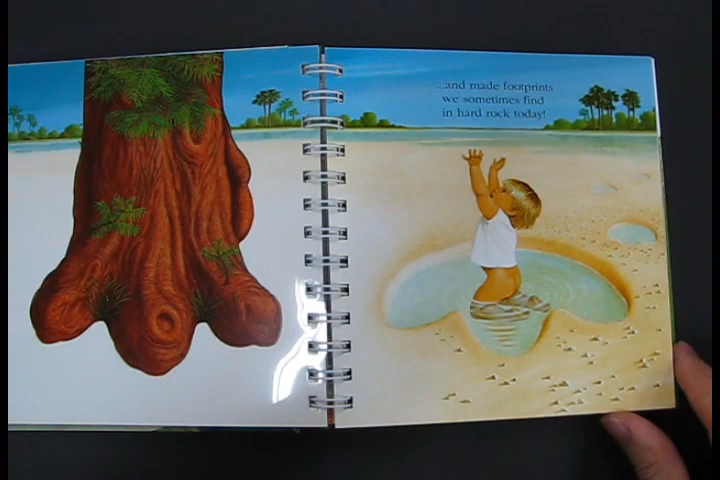 ...and made footprints
we sometimes find
in hard rock today!